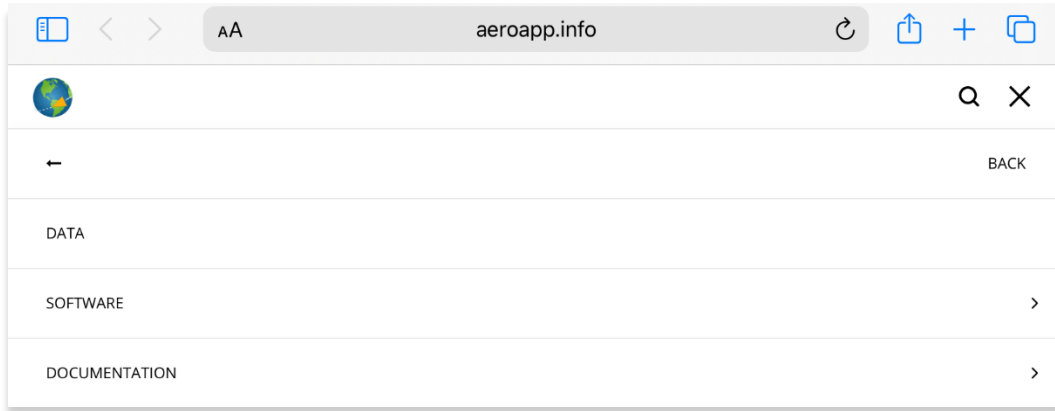 AA aeroapp.info
BACK
DATA
SOFTWARE
DOCUMENTATION